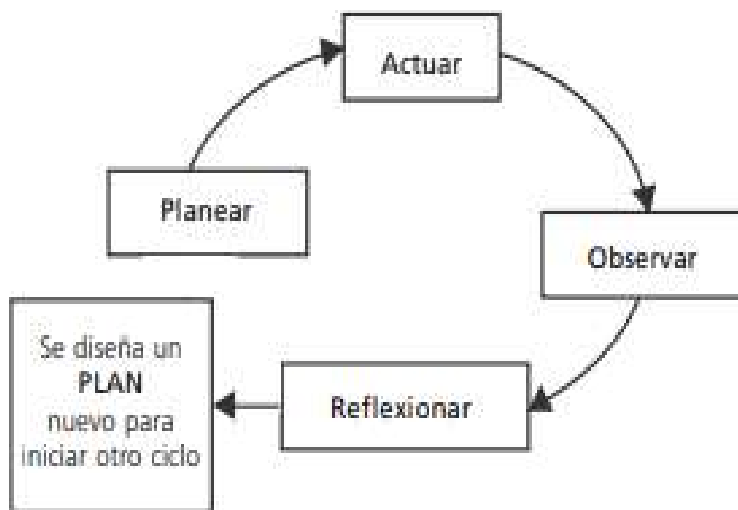 Actuar
Planear
Observar
Reflexionar
Se diseña un
PLAN
nuevo para
iniciar otro ciclo